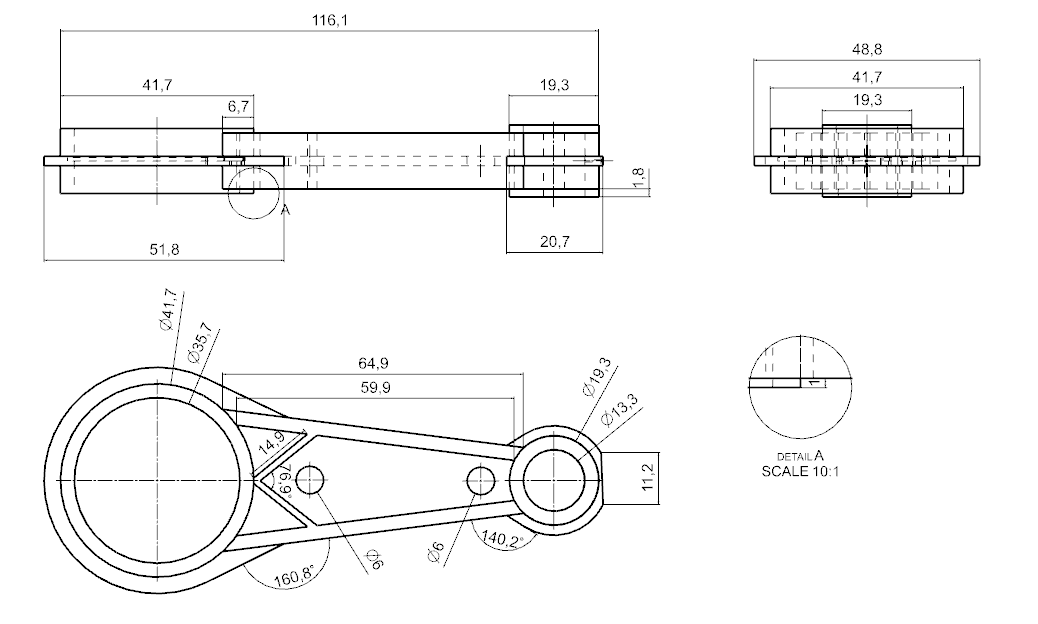 116,1
41,7
6,7
19,3
1,8
A
51,8
20,7
48,8
41,7
19,3
Ø41,7
Ø35,7
64,9
59,9
Ø19,3
Ø13,3
14,9
76,9°
11,2
Ø6
Ø6
140,2°
160,8°
1
DETAIL A
SCALE 10:1